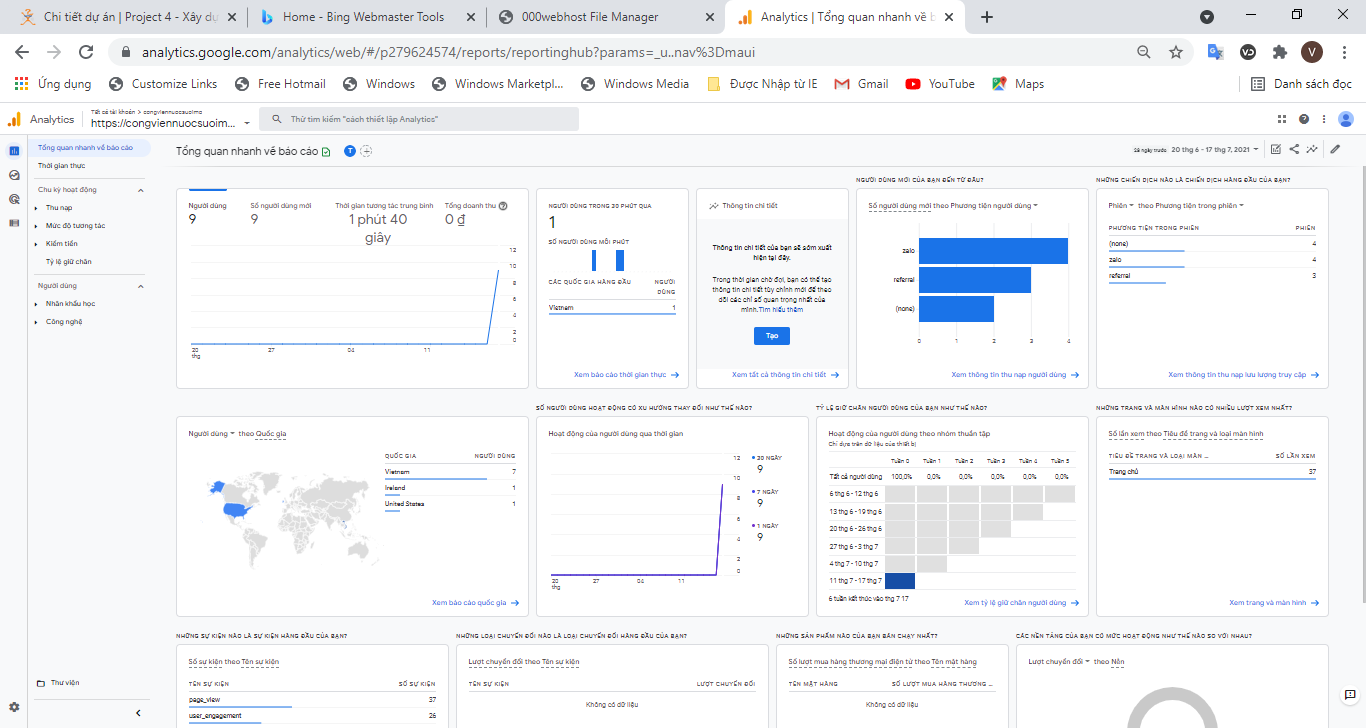 Chi tiết dự án | Project 4 - Xây dụ
Home - Bing Webmaster Tools
000webhost File Manager
Analytics | Tổng quan nhanh về b
analytics.google.com/analytics/web/#/p279624574/reports/reportinghub?params=_u..nav%3Dmaui
V
Ứng dụng
Customize Links
Free Hotmail
Windows
Windows Marketpl...
Windows Media
Được Nhập từ IE
Gmail
YouTube
Maps
Danh sách đọc
Analytics
Tất cả tài khoản > congviennuocsuoimo
https://congviennuocsuoim...
Thử tìm kiếm "cách thiết lập Analytics"
Tổng quan nhanh về báo cáo
Thời gian thực
Chu kỳ hoạt động
Thu nạp
Mức độ tương tác
Kiếm tiền
Tỷ lệ giữ chân
Người dùng
Nhân khẩu học
Công nghệ
Thư viện
Tổng quan nhanh về báo cáo
T
28 ngày trước 20 thg 6 - 17 thg 7, 2021
Người dùng
9
Số người dùng mới
9
Thời gian tương tác trung bình
1 phút 40 giây
Tổng doanh thu
0 ₫
12
10
8
6
4
2
0
20 thg
27
04
11
NGƯỜI DÙNG TRONG 30 PHÚT QUA
1
SỐ NGƯỜI DÙNG MỖI PHÚT
CÁC QUỐC GIA HÀNG ĐẦU
NGƯỜI DÙNG
Vietnam 1
Xem báo cáo thời gian thực
Thông tin chi tiết
Thông tin chi tiết của bạn sẽ sớm xuất hiện tại đây.
Trong thời gian chờ đợi, bạn có thể tạo thông tin chi tiết tùy chỉnh mới để theo dõi các chỉ số quan trọng nhất của mình.Tìm hiểu thêm
Tạo
Xem tất cả thông tin chi tiết
NGƯỜI DÙNG MỚI CỦA BẠN ĐẾN TỪ ĐÂU?
Số người dùng mới theo Phương tiện người dùng
zalo
referral
(none)
0 1 2 3 4
Xem thông tin thu nạp người dùng
NHỮNG CHIẾN DỊCH NÀO LÀ CHIẾN DỊCH HÀNG ĐẦU CỦA BẠN?
Phiên theo Phương tiện trong phiên
PHƯƠNG TIỆN TRONG PHIÊN PHIÊN
(none) 4
zalo 4
referral 3
Xem thông tin thu nạp lưu lượng truy cập
Người dùng theo Quốc gia
QUỐC GIA NGƯỜI DÙNG
Vietnam 7
Ireland 1
United States 1
Xem báo cáo quốc gia
SỐ NGƯỜI DÙNG HOẠT ĐỘNG CÓ XU HƯỚNG THAY ĐỔI NHƯ THẾ NÀO?
Hoạt động của người dùng qua thời gian
12
10
8
6
4
2
0
20 thg
27
04
11
30 NGÀY
9
7 NGÀY
9
1 NGÀY
9
TỶ LỆ GIỮ CHÂN NGƯỜI DÙNG CỦA BẠN NHƯ THẾ NÀO?
Hoạt động của người dùng theo nhóm thuần tập
Chỉ dựa trên dữ liệu của thiết bị
Tuần 0 Tuần 1 Tuần 2 Tuần 3 Tuần 4 Tuần 5
Tất cả người dùng 100,0% 0,0% 0,0% 0,0% 0,0% 0,0%
6 thg 6 - 12 thg 6
13 thg 6 - 19 thg 6
20 thg 6 - 26 thg 6
27 thg 6 - 3 thg 7
4 thg 7 - 10 thg 7
11 thg 7 - 17 thg 7
6 tuần kết thúc vào thg 7 17
Xem tỷ lệ giữ chân người dùng
NHỮNG TRANG VÀ MÀN HÌNH NÀO CÓ NHIỀU LƯỢT XEM NHẤT?
Số lần xem theo Tiêu đề trang và loại màn hình
TIÊU ĐỀ TRANG VÀ LOẠI MÀN ... SỐ LẦN XEM
Trang chủ 37
Xem trang và màn hình
NHỮNG SỰ KIỆN NÀO LÀ SỰ KIỆN HÀNG ĐẦU CỦA BẠN?
Số sự kiện theo Tên sự kiện
TÊN SỰ KIỆN SỐ SỰ KIỆN
page_view 37
user_engagement 26
NHỮNG LOẠI CHUYỂN ĐỔI NÀO LÀ LOẠI CHUYỂN ĐỔI HÀNG ĐẦU CỦA BẠN?
Lượt chuyển đổi theo Tên sự kiện
TÊN SỰ KIỆN LƯỢT CHUYỂN ĐỔI
Không có dữ liệu
NHỮNG SẢN PHẨM NÀO CỦA BẠN BÁN CHẠY NHẤT?
Số lượt mua hàng thương mại điện tử theo Tên mặt hàng
TÊN MẶT HÀNG SỐ LƯỢT MUA HÀNG THƯƠNG ...
Không có dữ liệu
CÁC NỀN TẢNG CỦA BẠN CÓ MỨC HOẠT ĐỘNG NHƯ THẾ NÀO SO VỚI NHAU?
Lượt chuyển đổi theo Nền